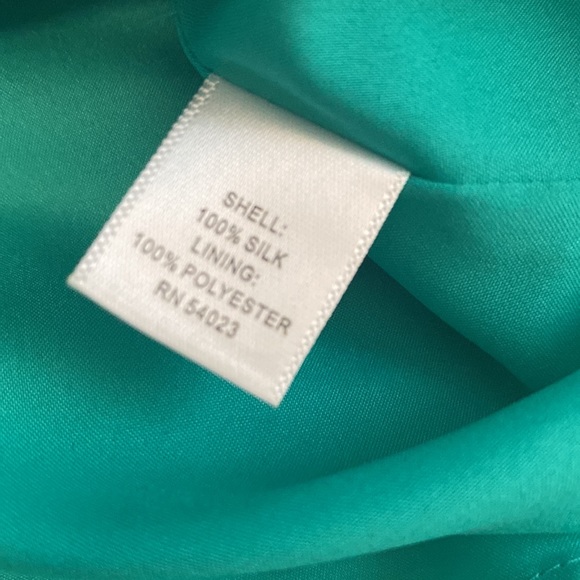 SHELL:
100% SILK
LINING:
100% POLYESTER
RN 54023